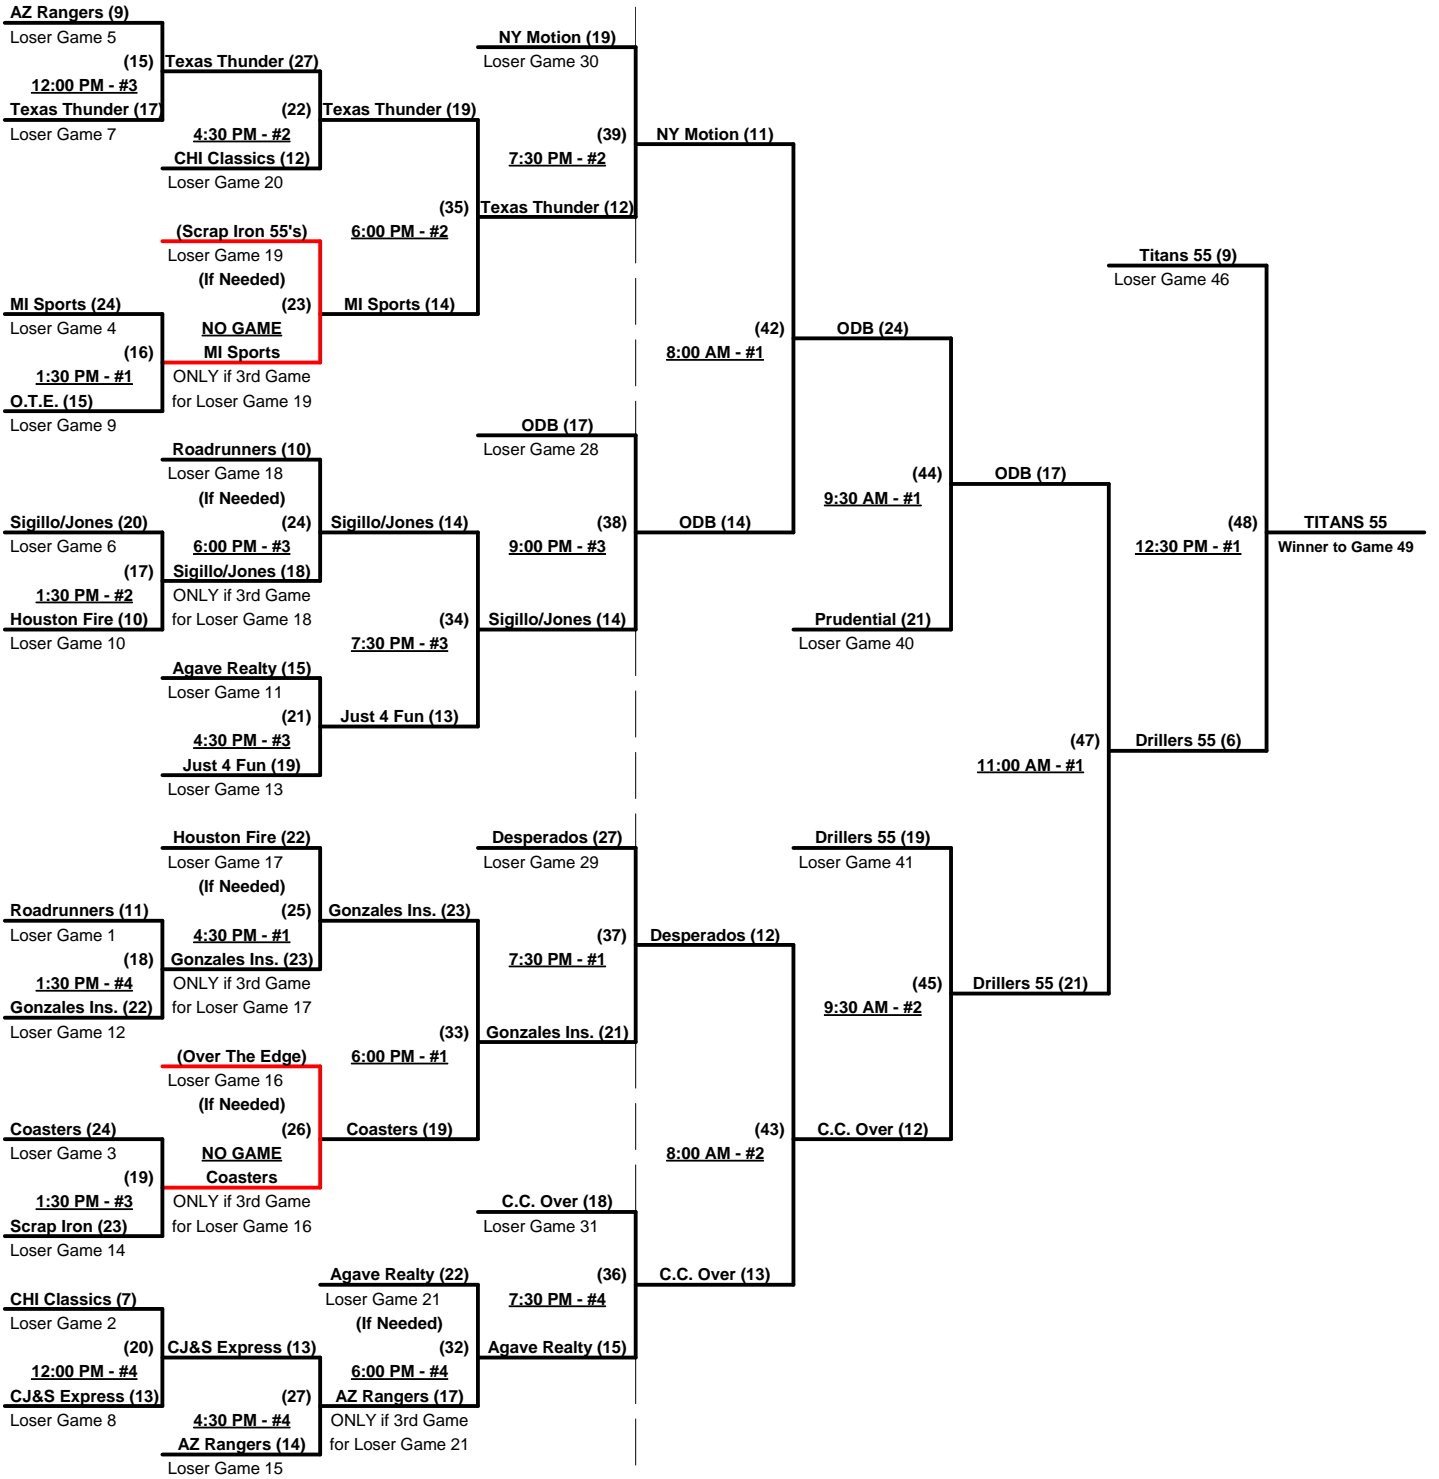 AZ Rangers (9)
Loser Game 5
(15)
12:00 PM - #3
Texas Thunder (17)
Loser Game 7
Texas Thunder (27)
(22)
4:30 PM - #2
CHI Classics (12)
Loser Game 20
Texas Thunder (19)
(Scrap Iron 55's)
Loser Game 19
(If Needed)
(23)
NO GAME
MI Sports
ONLY if 3rd Game
for Loser Game 19
MI Sports (24)
Loser Game 4
(16)
1:30 PM - #1
O.T.E. (15)
Loser Game 9
(35)
6:00 PM - #2
MI Sports (14)
NY Motion (19)
Loser Game 30
(39)
7:30 PM - #2
Texas Thunder (12)
NY Motion (11)
Roadrunners (10)
Loser Game 18
(If Needed)
(24)
6:00 PM - #3
Sigillo/Jones (18)
ONLY if 3rd Game
for Loser Game 18
Sigillo/Jones (20)
Loser Game 6
(17)
1:30 PM - #2
Houston Fire (10)
Loser Game 10
Sigillo/Jones (14)
(34)
7:30 PM - #3
Agave Realty (15)
Loser Game 11
(21)
4:30 PM - #3
Just 4 Fun (19)
Loser Game 13
Just 4 Fun (13)
ODB (17)
Loser Game 28
(38)
9:00 PM - #3
Sigillo/Jones (14)
ODB (14)
(42)
8:00 AM - #1
ODB (24)
(44)
9:30 AM - #1
Prudential (21)
Loser Game 40
ODB (17)
Titans 55 (9)
Loser Game 46
(48)
12:30 PM - #1
TITANS 55
Winner to Game 49
(47)
11:00 AM - #1
Drillers 55 (6)
Houston Fire (22)
Loser Game 17
(If Needed)
(25)
4:30 PM - #1
Gonzales Ins. (23)
ONLY if 3rd Game
for Loser Game 17
Roadrunners (11)
Loser Game 1
(18)
1:30 PM - #4
Gonzales Ins. (22)
Loser Game 12
Gonzales Ins. (23)
(33)
6:00 PM - #1
(Over The Edge)
Loser Game 16
(If Needed)
(26)
NO GAME
Coasters
ONLY if 3rd Game
for Loser Game 16
Coasters (24)
Loser Game 3
(19)
1:30 PM - #3
Scrap Iron (23)
Loser Game 14
Coasters (19)
Desperados (27)
Loser Game 29
(37)
7:30 PM - #1
Gonzales Ins. (21)
Desperados (12)
Drillers 55 (19)
Loser Game 41
(45)
9:30 AM - #2
Drillers 55 (21)
(43)
8:00 AM - #2
C.C. Over (12)
C.C. Over (18)
Loser Game 31
(36)
7:30 PM - #4
C.C. Over (13)
Agave Realty (22)
Loser Game 21
(If Needed)
(32)
6:00 PM - #4
AZ Rangers (17)
ONLY if 3rd Game
for Loser Game 21
Agave Realty (15)
CHI Classics (7)
Loser Game 2
(20)
12:00 PM - #4
CJ&S Express (13)
Loser Game 8
CJ&S Express (13)
(27)
4:30 PM - #4
AZ Rangers (14)
Loser Game 15